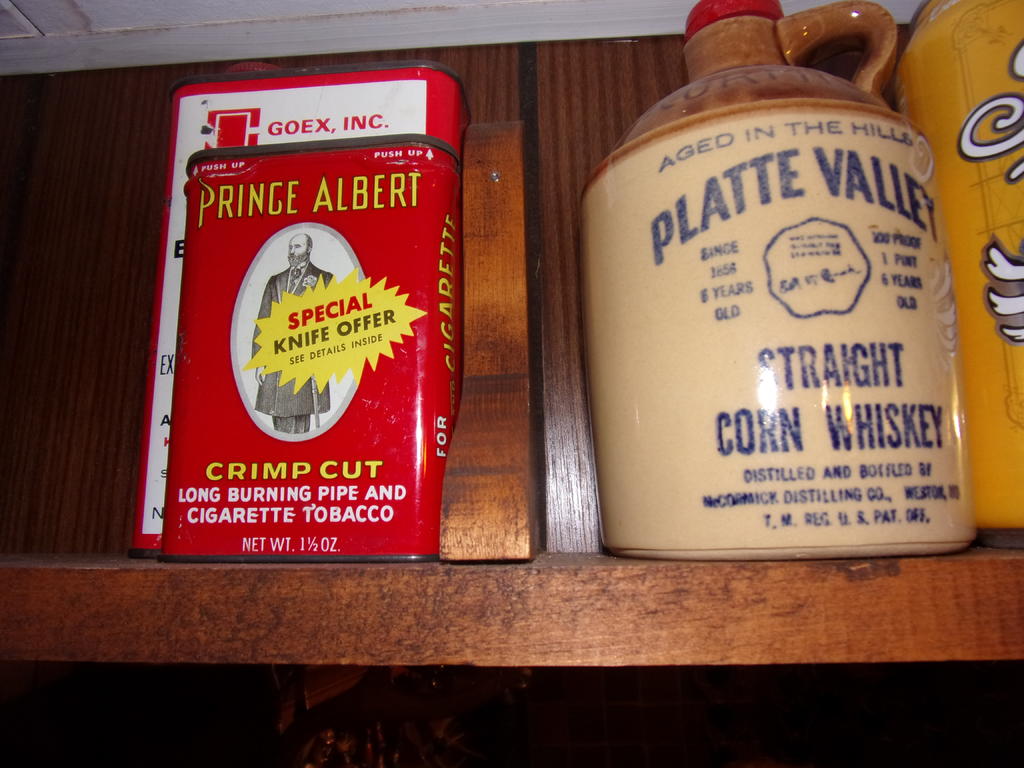 GOEX, INC.
PUSH UP
PUSH UP
PRINCE ALBERT
SPECIAL
KNIFE OFFER
SEE DETAILS INSIDE
CRIMP CUT
LONG BURNING PIPE AND
CIGARETTE TOBACCO
NET WT. 1½ OZ.
FOR CIGARETTE
AGED IN THE HILLS
PLATTE VALLEY
SINCE
1856
6 YEARS
OLD
100 PROOF
1 PINT
6 YEARS
OLD
STRAIGHT
CORN WHISKEY
DISTILLED AND BOTTLED BY
McCORMICK DISTILLING CO., WESTON,
T. M. REG. U. S. PAT. OFF.